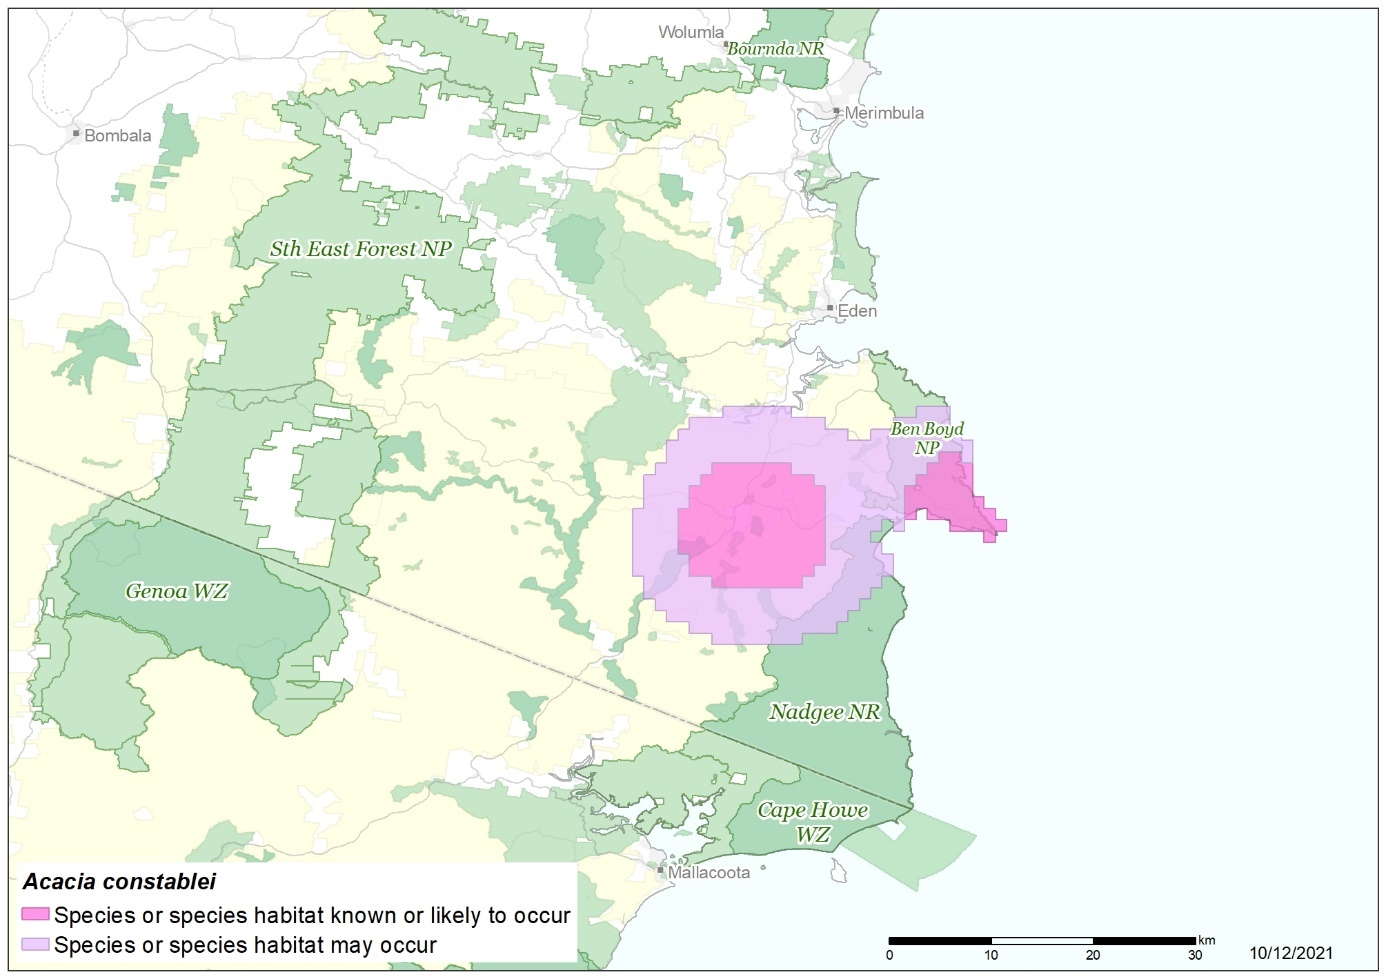 Wolumla
Bournda NR
Merimbula
Bombala
Sth East Forest NP
Eden
Ben Boyd
NP
Genoa WZ
Nadgee NR
Cape Howe
WZ
Mallacoota
Acacia constablei
Species or species habitat known or likely to occur
Species or species habitat may occur
km
0 10 20 30
10/12/2021